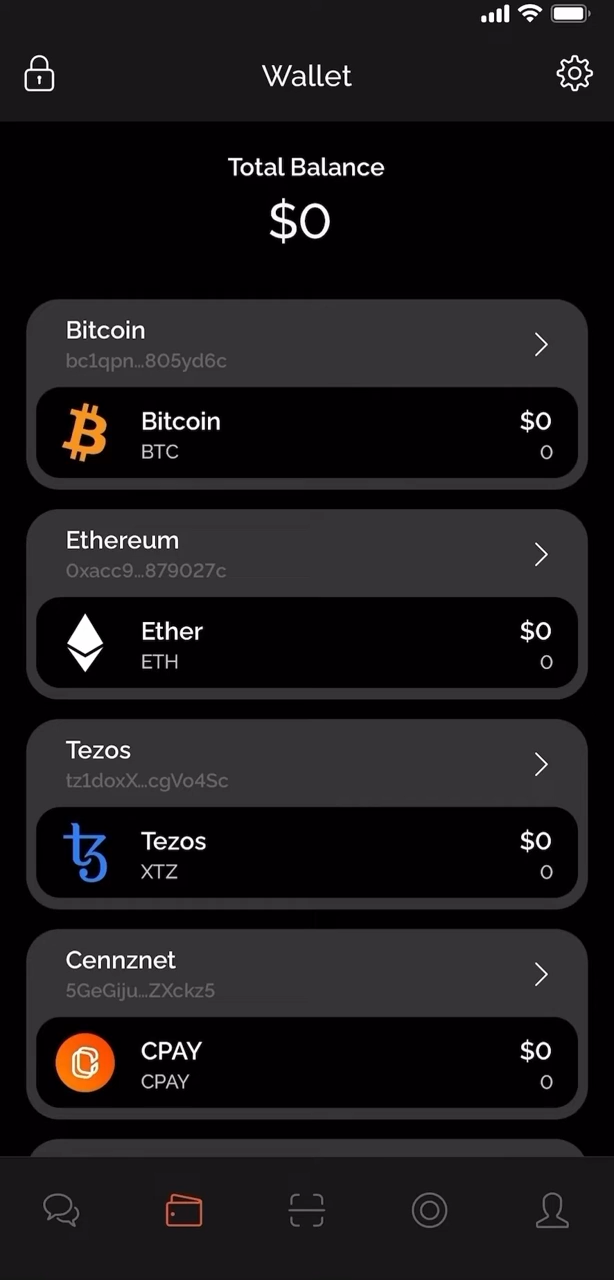 Wallet
Total Balance
$0
Bitcoin
bc1qpn...805yd6c
Bitcoin
$0
BTC
0
Ethereum
0xacc9...879027c
Ether
$0
ETH
0
Tezos
tz1doxX...cgVo4Sc
Tezos
$0
XTZ
0
Cennznet
5GeGiju...ZXckz5
CPAY
$0
CPAY
0